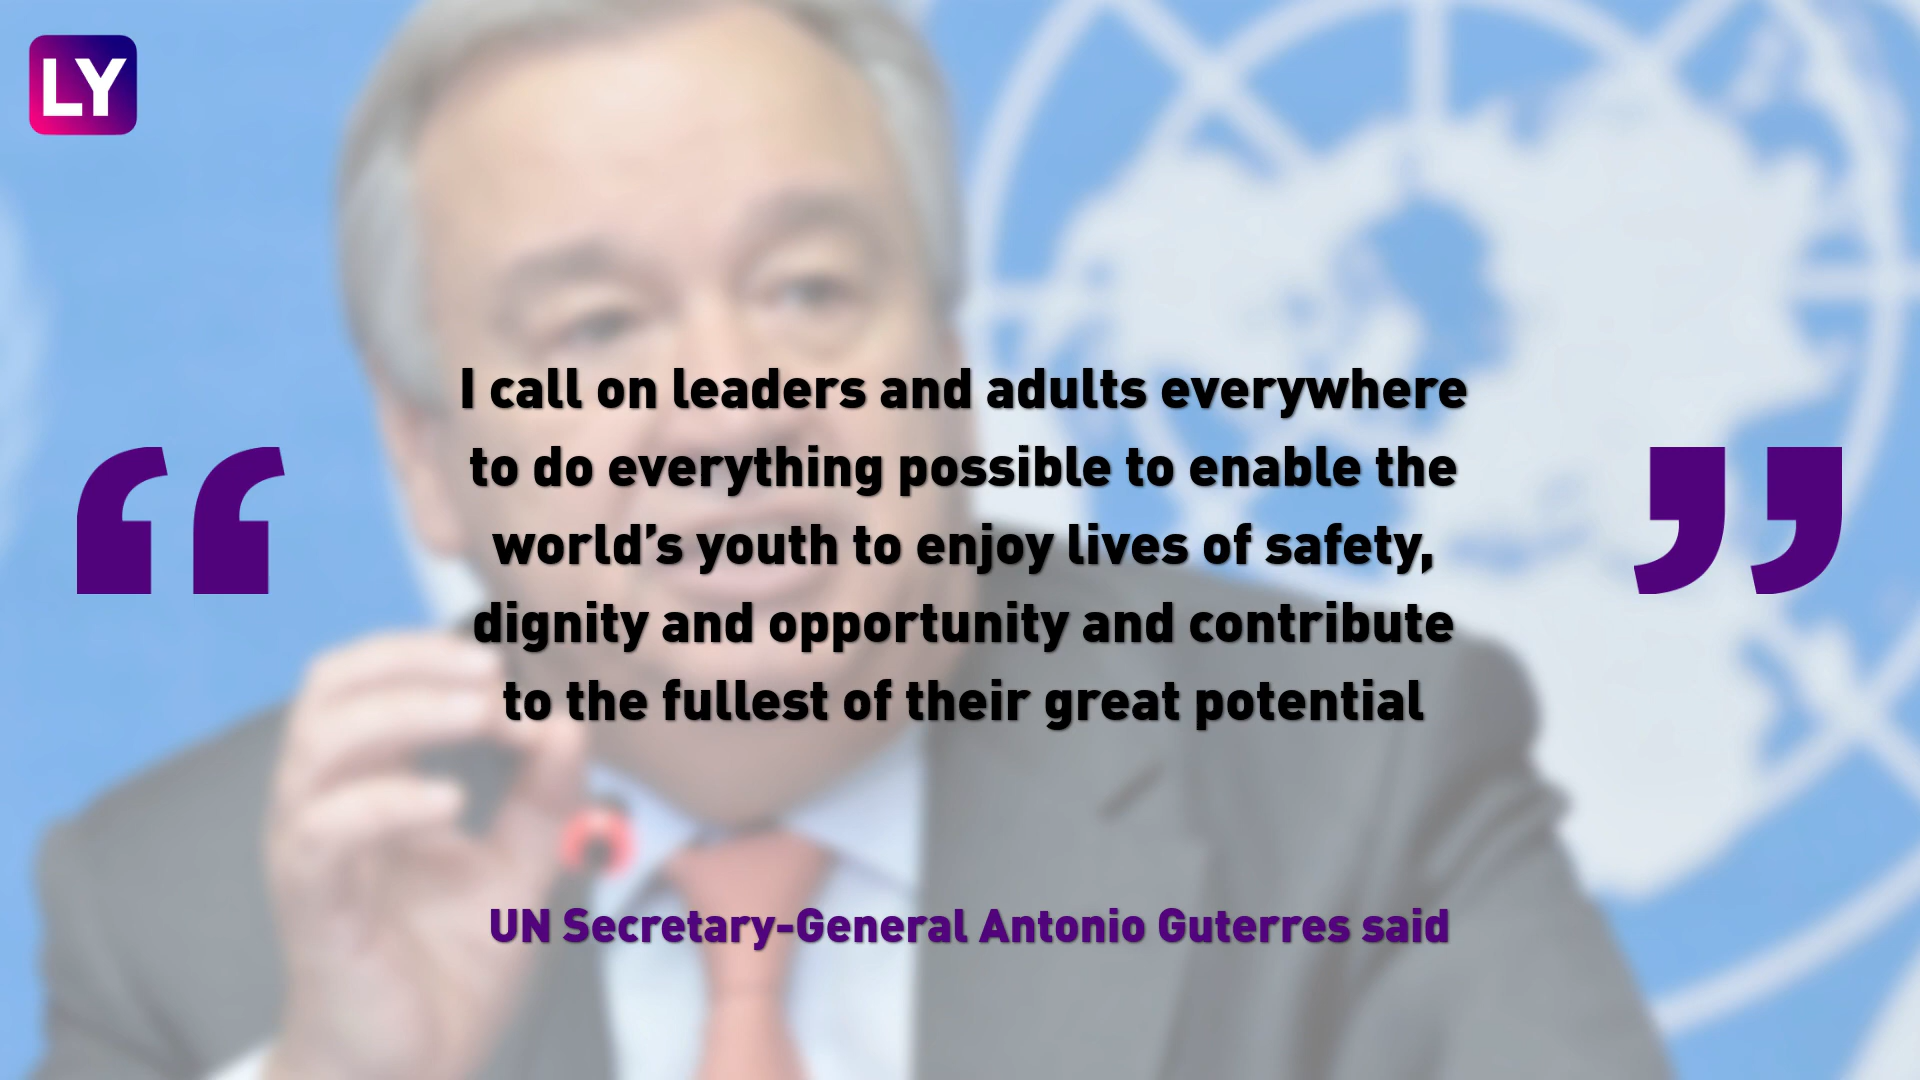 LY
I call on leaders and adults everywhere
to do everything possible to enable the
world’s youth to enjoy lives of safety,
dignity and opportunity and contribute
to the fullest of their great potential
“ ”
UN Secretary-General Antonio Guterres said